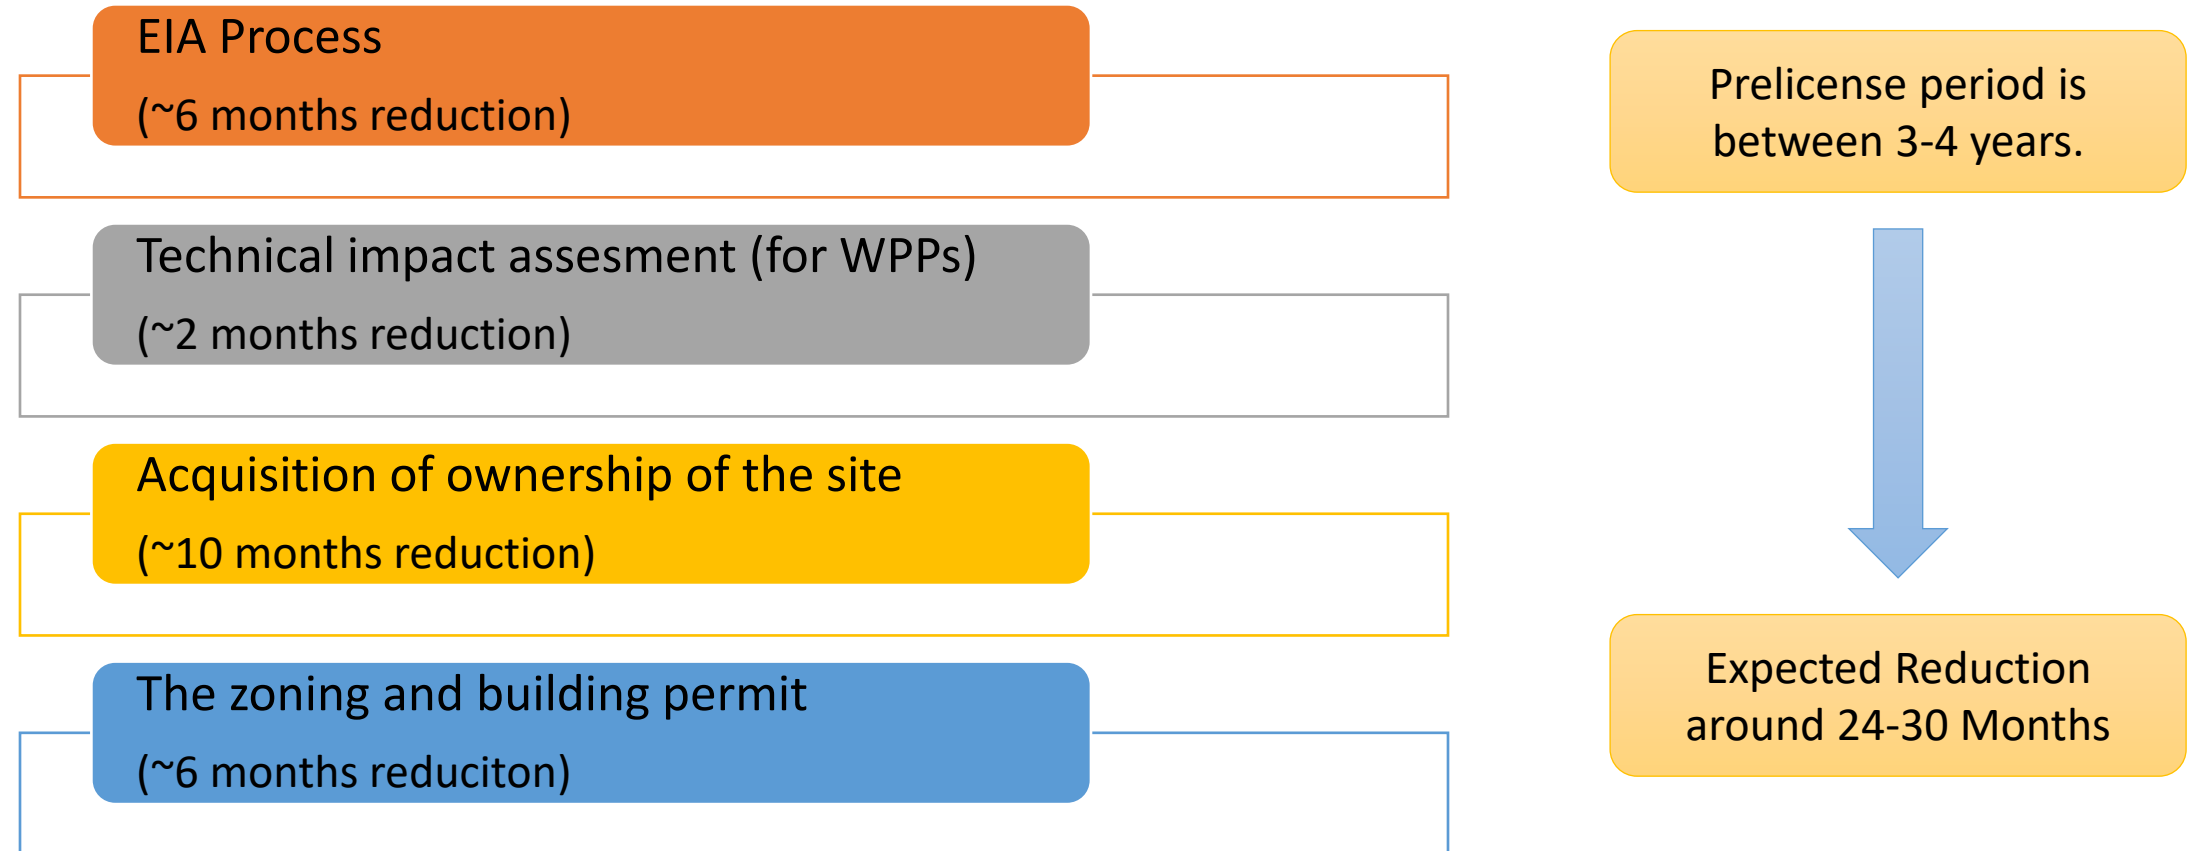 EIA Process
(~6 months reduction)
Technical impact assesment (for WPPs)
(~2 months reduction)
Acquisition of ownership of the site
(~10 months reduction)
The zoning and building permit
(~6 months reduciton)
Prelicense period is
between 3-4 years.
Expected Reduction
around 24-30 Months